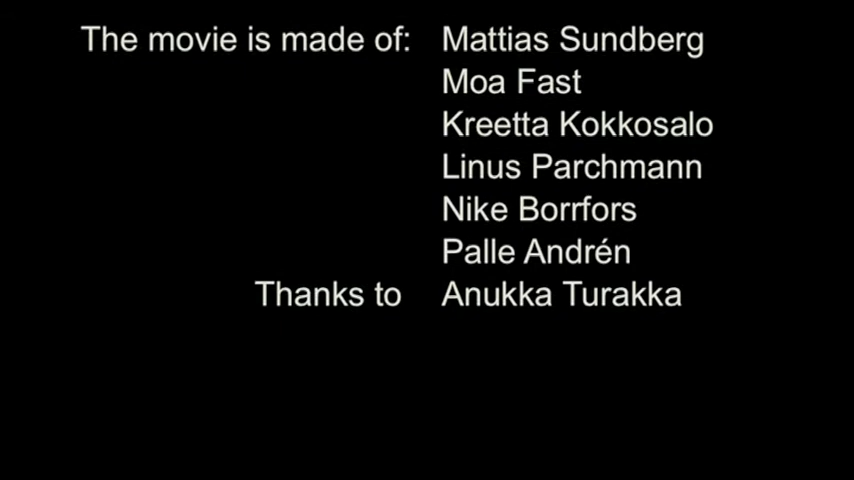 The movie is made of: Mattias Sundberg
Moa Fast
Kreetta Kokkosalo
Linus Parchmann
Nike Borrfors
Palle Andrén
Thanks to Anukka Turakka